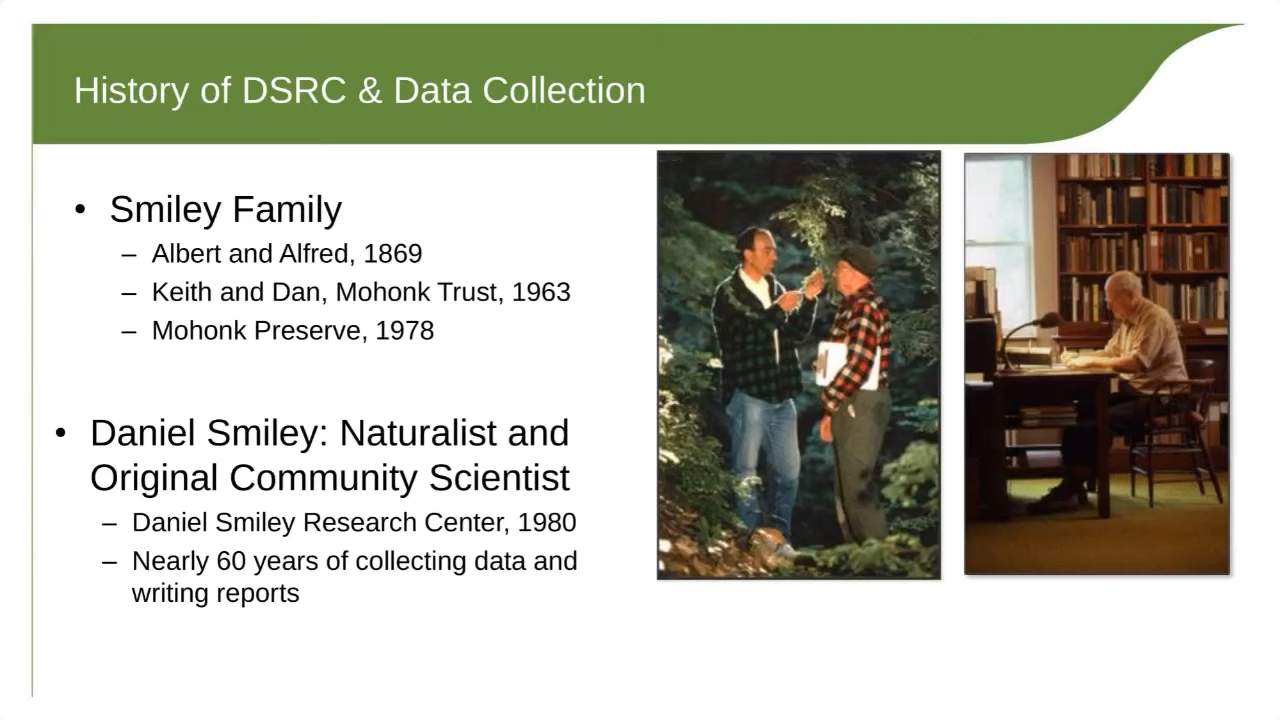 History of DSRC & Data Collection
• Smiley Family
– Albert and Alfred, 1869
– Keith and Dan, Mohonk Trust, 1963
– Mohonk Preserve, 1978
• Daniel Smiley: Naturalist and
Original Community Scientist
– Daniel Smiley Research Center, 1980
– Nearly 60 years of collecting data and
writing reports